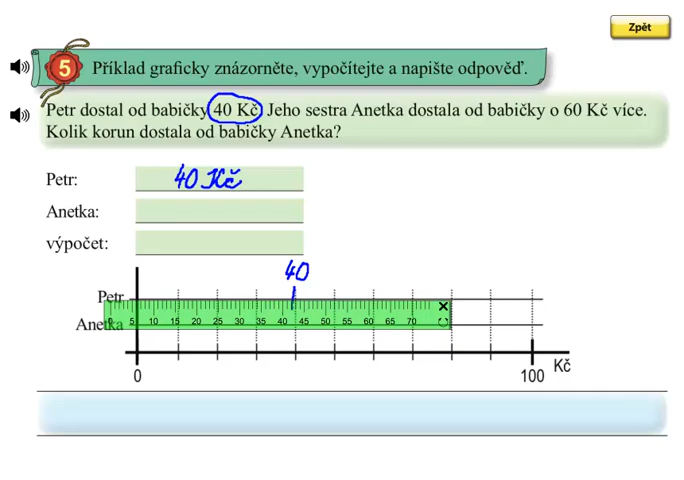 Zpět
5 Příklad graficky znázorněte, vypočítejte a napište odpověď.
Petr dostal od babičky 40 Kč. Jeho sestra Anetka dostala od babičky o 60 Kč více.
Kolik korun dostala od babičky Anetka?
Petr: 40 Kč
Anetka:
výpočet:
40
Petr
5 10 15 20 25 30 35 40 45 50 55 60 65 70
Anetka
Kč
0 100